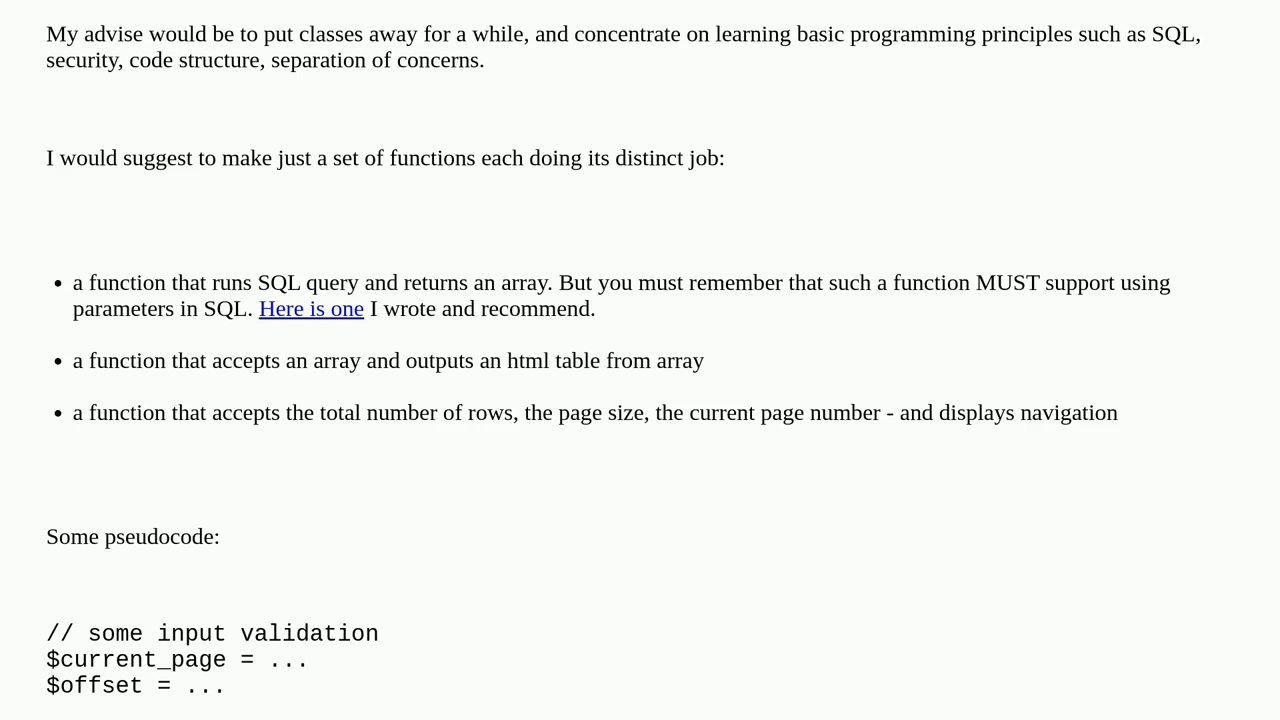 My advise would be to put classes away for a while, and concentrate on learning basic programming principles such as SQL,
security, code structure, separation of concerns.
I would suggest to make just a set of functions each doing its distinct job:
• a function that runs SQL query and returns an array. But you must remember that such a function MUST support using
parameters in SQL. Here is one I wrote and recommend.
• a function that accepts an array and outputs an html table from array
• a function that accepts the total number of rows, the page size, the current page number - and displays navigation
Some pseudocode:
// some input validation
$current_page = ...
$offset = ...